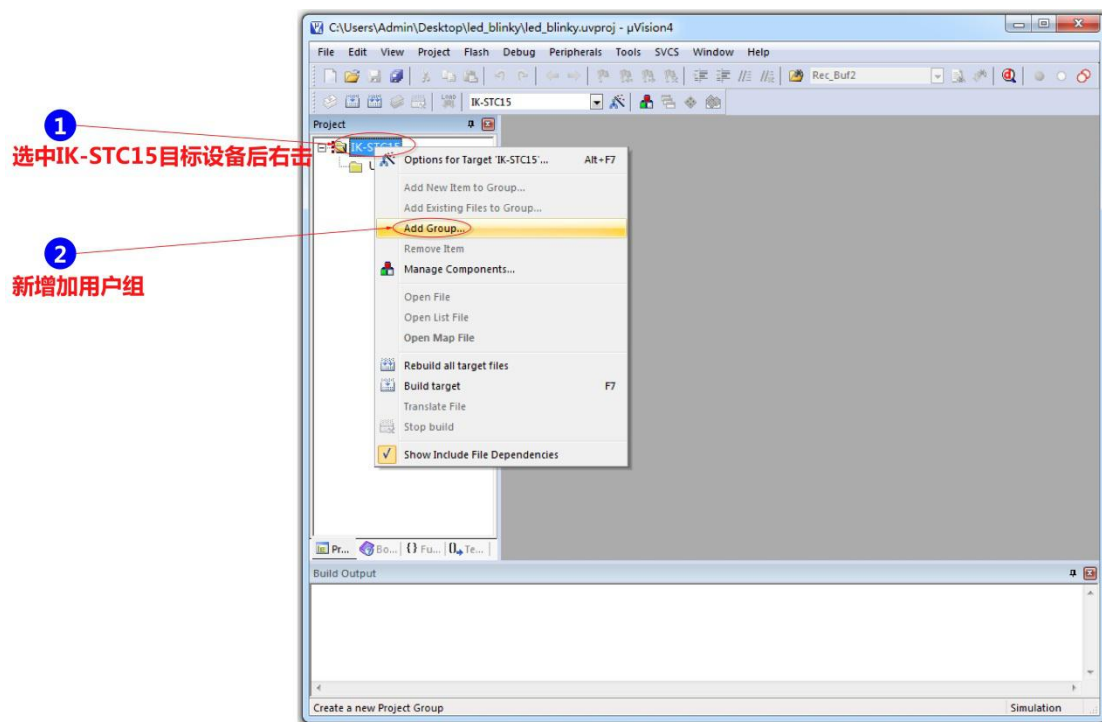 C:\Users\Admin\Desktop\led_blinky\led_blinky.uvproj - µVision4
File Edit View Project Flash Debug Peripherals Tools SVCS Window Help
Rec_Buf2
LOAD IK-STC15
Project
1
选中IK-STC15目标设备后右击
IK-STC15
Options for Target 'IK-STC15'... Alt+F7
Add New Item to Group...
Add Existing Files to Group...
Add Group...
Remove Item
2
新增加用户组
Manage Components...
Open File
Open List File
Open Map File
Rebuild all target files
Build target F7
Translate File
Stop build
Show Include File Dependencies
Pr... Bo... {} Fu... Te...
Build Output
Create a new Project Group Simulation